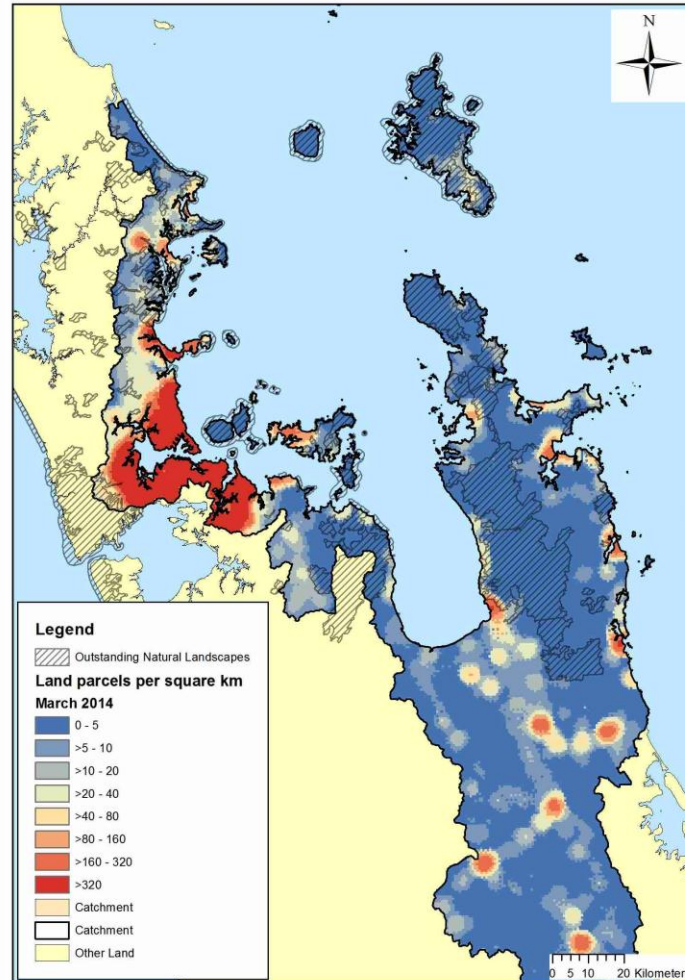 N
Legend
Outstanding Natural Landscapes
Land parcels per square km
March 2014
0 - 5
>5 - 10
>10 - 20
>20 - 40
>40 - 80
>80 - 160
>160 - 320
>320
Catchment
Catchment
Other Land
0 5 10 20 Kilometer